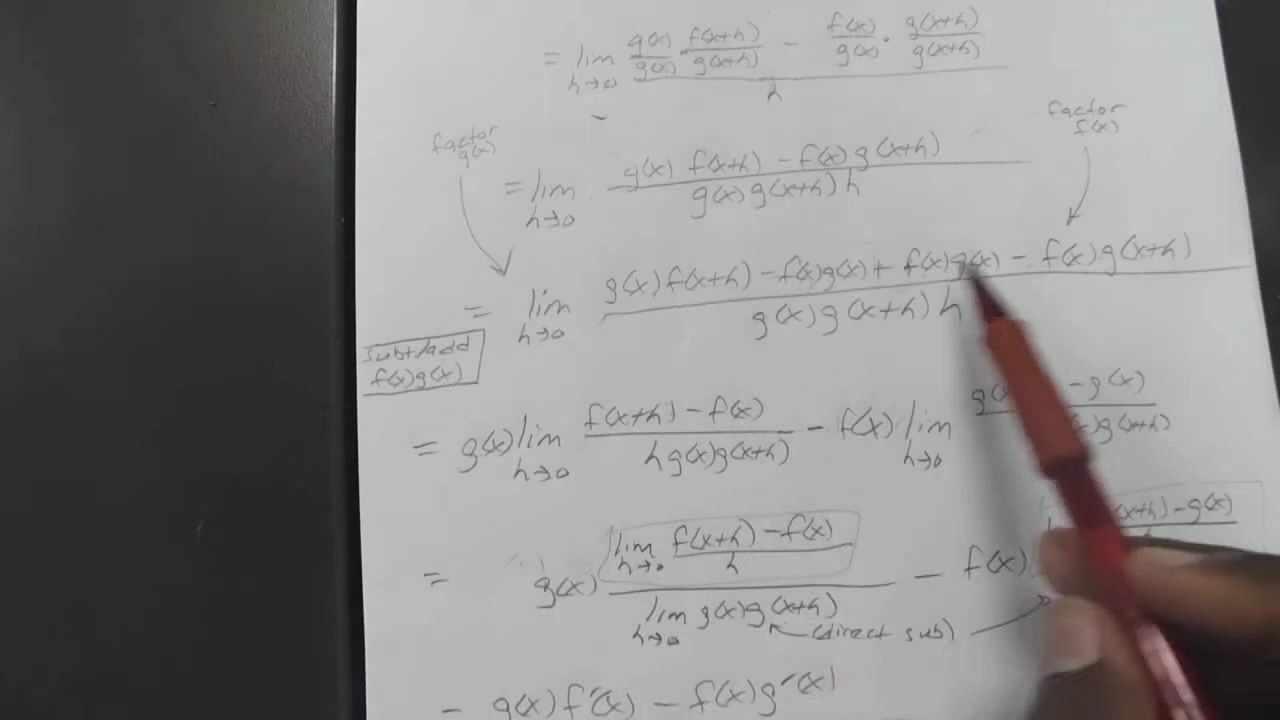 = lim h→0 g(x)/g(x) f(x+h)/g(x+h) − f(x)/g(x) · g(x+h)/g(x+h)
h
factor g(x)
factor f(x)
= lim h→0 g(x) f(x+h) − f(x) g(x+h)
g(x) g(x+h) h
= lim h→0 g(x) f(x+h) − f(x)g(x) + f(x)g(x) − f(x) g(x+h)
g(x) g(x+h) h
subt/add
f(x)g(x)
= g(x) lim h→0 f(x+h) − f(x) / h g(x) g(x+h) − f(x) lim h→0 − g(x) / g(x+h)
= g(x) lim h→0 f(x+h) − f(x) / h − f(x) (x+h) − g(x)
lim h→0 g(x) g(x+h) (direct sub)
g(x) f'(x) − f(x) g'(x)